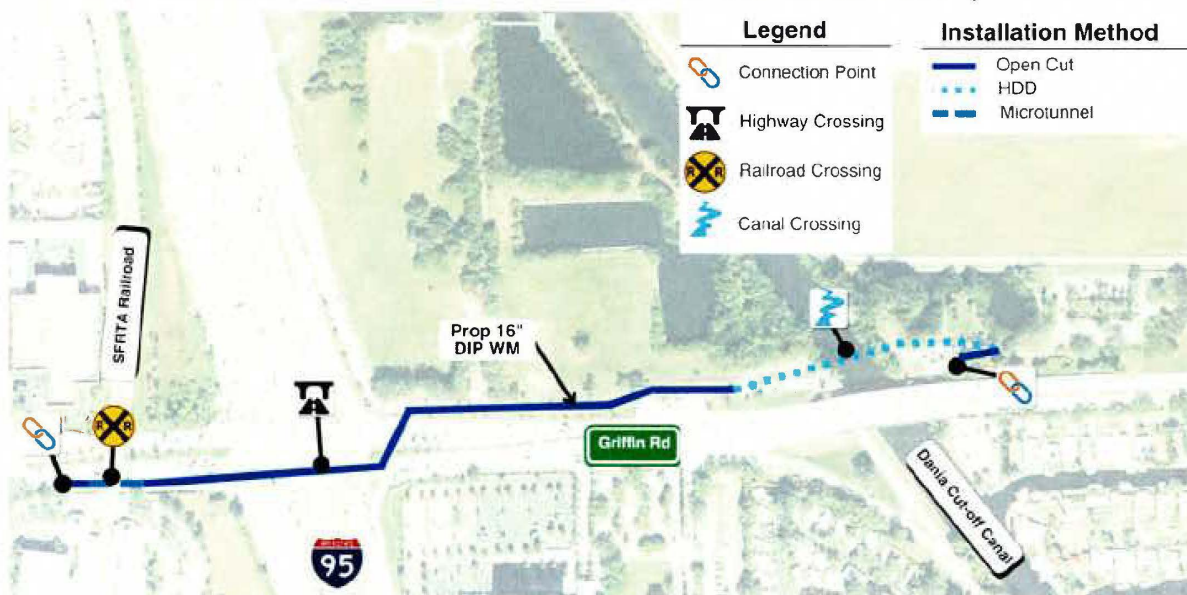 Legend
Connection Point
Highway Crossing
R R
Railroad Crossing
Canal Crossing
Installation Method
Open Cut
HDD
Microtunnel
SFRTA Railroad
Prop 16"
DIP WM
R R
Griffin Rd
Dania Cut-off Canal
95